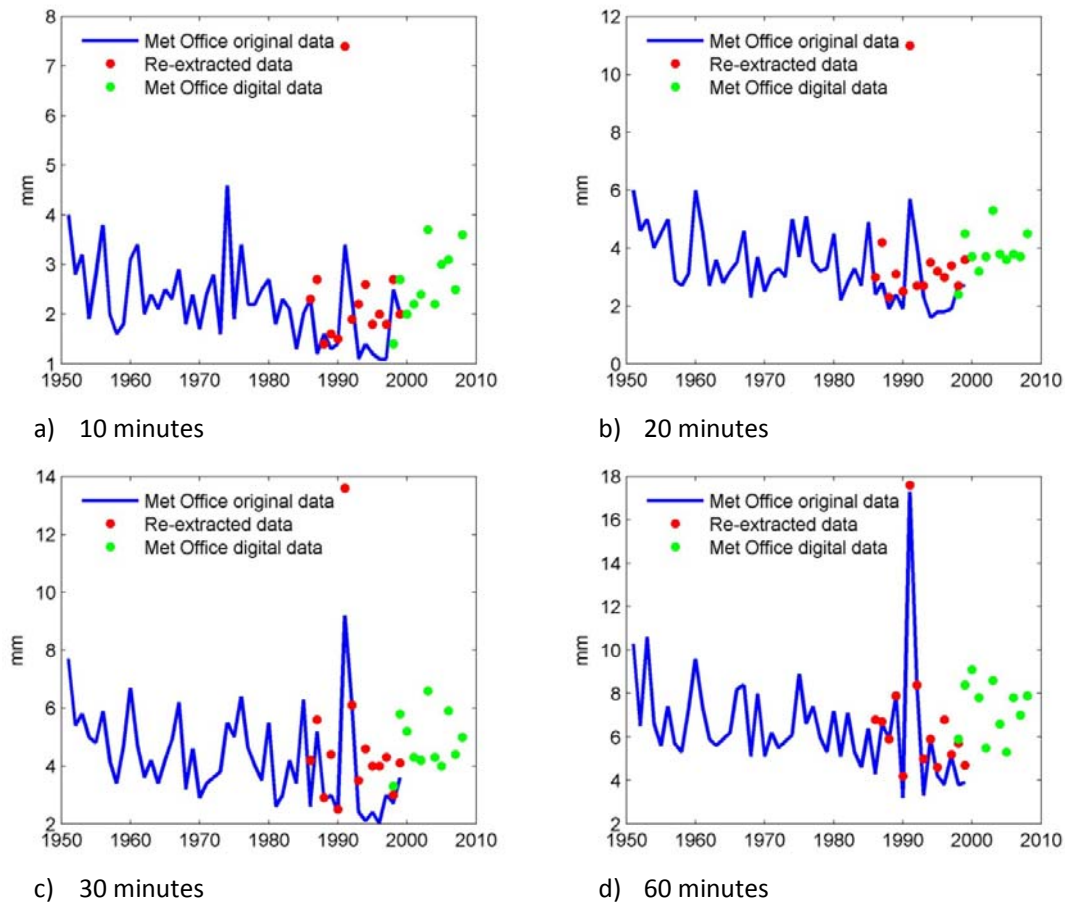 8
7
6
5
4
3
2
1
mm
Met Office original data
Re-extracted data
Met Office digital data
1950 1960 1970 1980 1990 2000 2010
a) 10 minutes
12
10
8
6
4
2
0
mm
Met Office original data
Re-extracted data
Met Office digital data
1950 1960 1970 1980 1990 2000 2010
b) 20 minutes
14
12
10
8
6
4
2
mm
Met Office original data
Re-extracted data
Met Office digital data
1950 1960 1970 1980 1990 2000 2010
c) 30 minutes
18
16
14
12
10
8
6
4
2
mm
Met Office original data
Re-extracted data
Met Office digital data
1950 1960 1970 1980 1990 2000 2010
d) 60 minutes